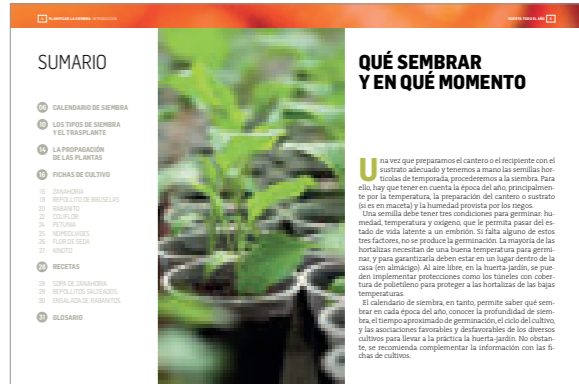 PLANIFICAR LA SIEMBRA INTRODUCCIÓN
HUERTA TODO EL AÑO
SUMARIO
CALENDARIO DE SIEMBRA
10 LOS TIPOS DE SIEMBRA
Y EL TRASPLANTE
14 LA PROPAGACIÓN
DE LAS PLANTAS
FICHAS DE CULTIVO
18 ZANAHORIA
19 REPOLLITO DE BRUSELAS
20 RABANITO
22 COLIFLOR
24 PETUNIA
25 NOMEOLVIDES
26 FLOR DE SEDA
27 KINOTO
28 RECETAS
28 SOPA DE ZANAHORIA
29 REPOLLITOS SALTEADOS
30 ENSALADA DE RABANITOS
31 GLOSARIO
QUÉ SEMBRAR
Y EN QUÉ MOMENTO
Una vez que preparamos el cantero o el recipiente con el
sustrato adecuado y tenemos a mano las semillas hor-
tícolas de temporada, procederemos a la siembra. Para
ello, hay que tener en cuenta la época del año, principalmen-
te por la temperatura, la preparación del cantero o sustrato
(si es en maceta) y la humedad provista por los riegos.
Una semilla debe tener tres condiciones para germinar: hu-
medad, temperatura y oxígeno, que le permita pasar del es-
tado de vida latente a un embrión. Si falta alguno de estos
tres factores, no se produce la germinación. La mayoría de las
hortalizas necesitan de una buena temperatura para germi-
nar, y para garantizarla deben estar en un lugar dentro de la
casa (en almácigo). Al aire libre, en la huerta-jardín, se pue-
den implementar protecciones como los túneles con cober-
tura de polietileno para proteger a las hortalizas de las bajas
temperaturas.
El calendario de siembra, en tanto, permite saber qué sem-
brar en cada época del año, conocer la profundidad de siem-
bra, el tiempo aproximado de germinación, el ciclo del cultivo,
y las asociaciones favorables y desfavorables de los diversos
cultivos para llevar a la práctica la huerta-jardín. No obstan-
te, se recomienda complementar la información con las fi-
chas de cultivos.